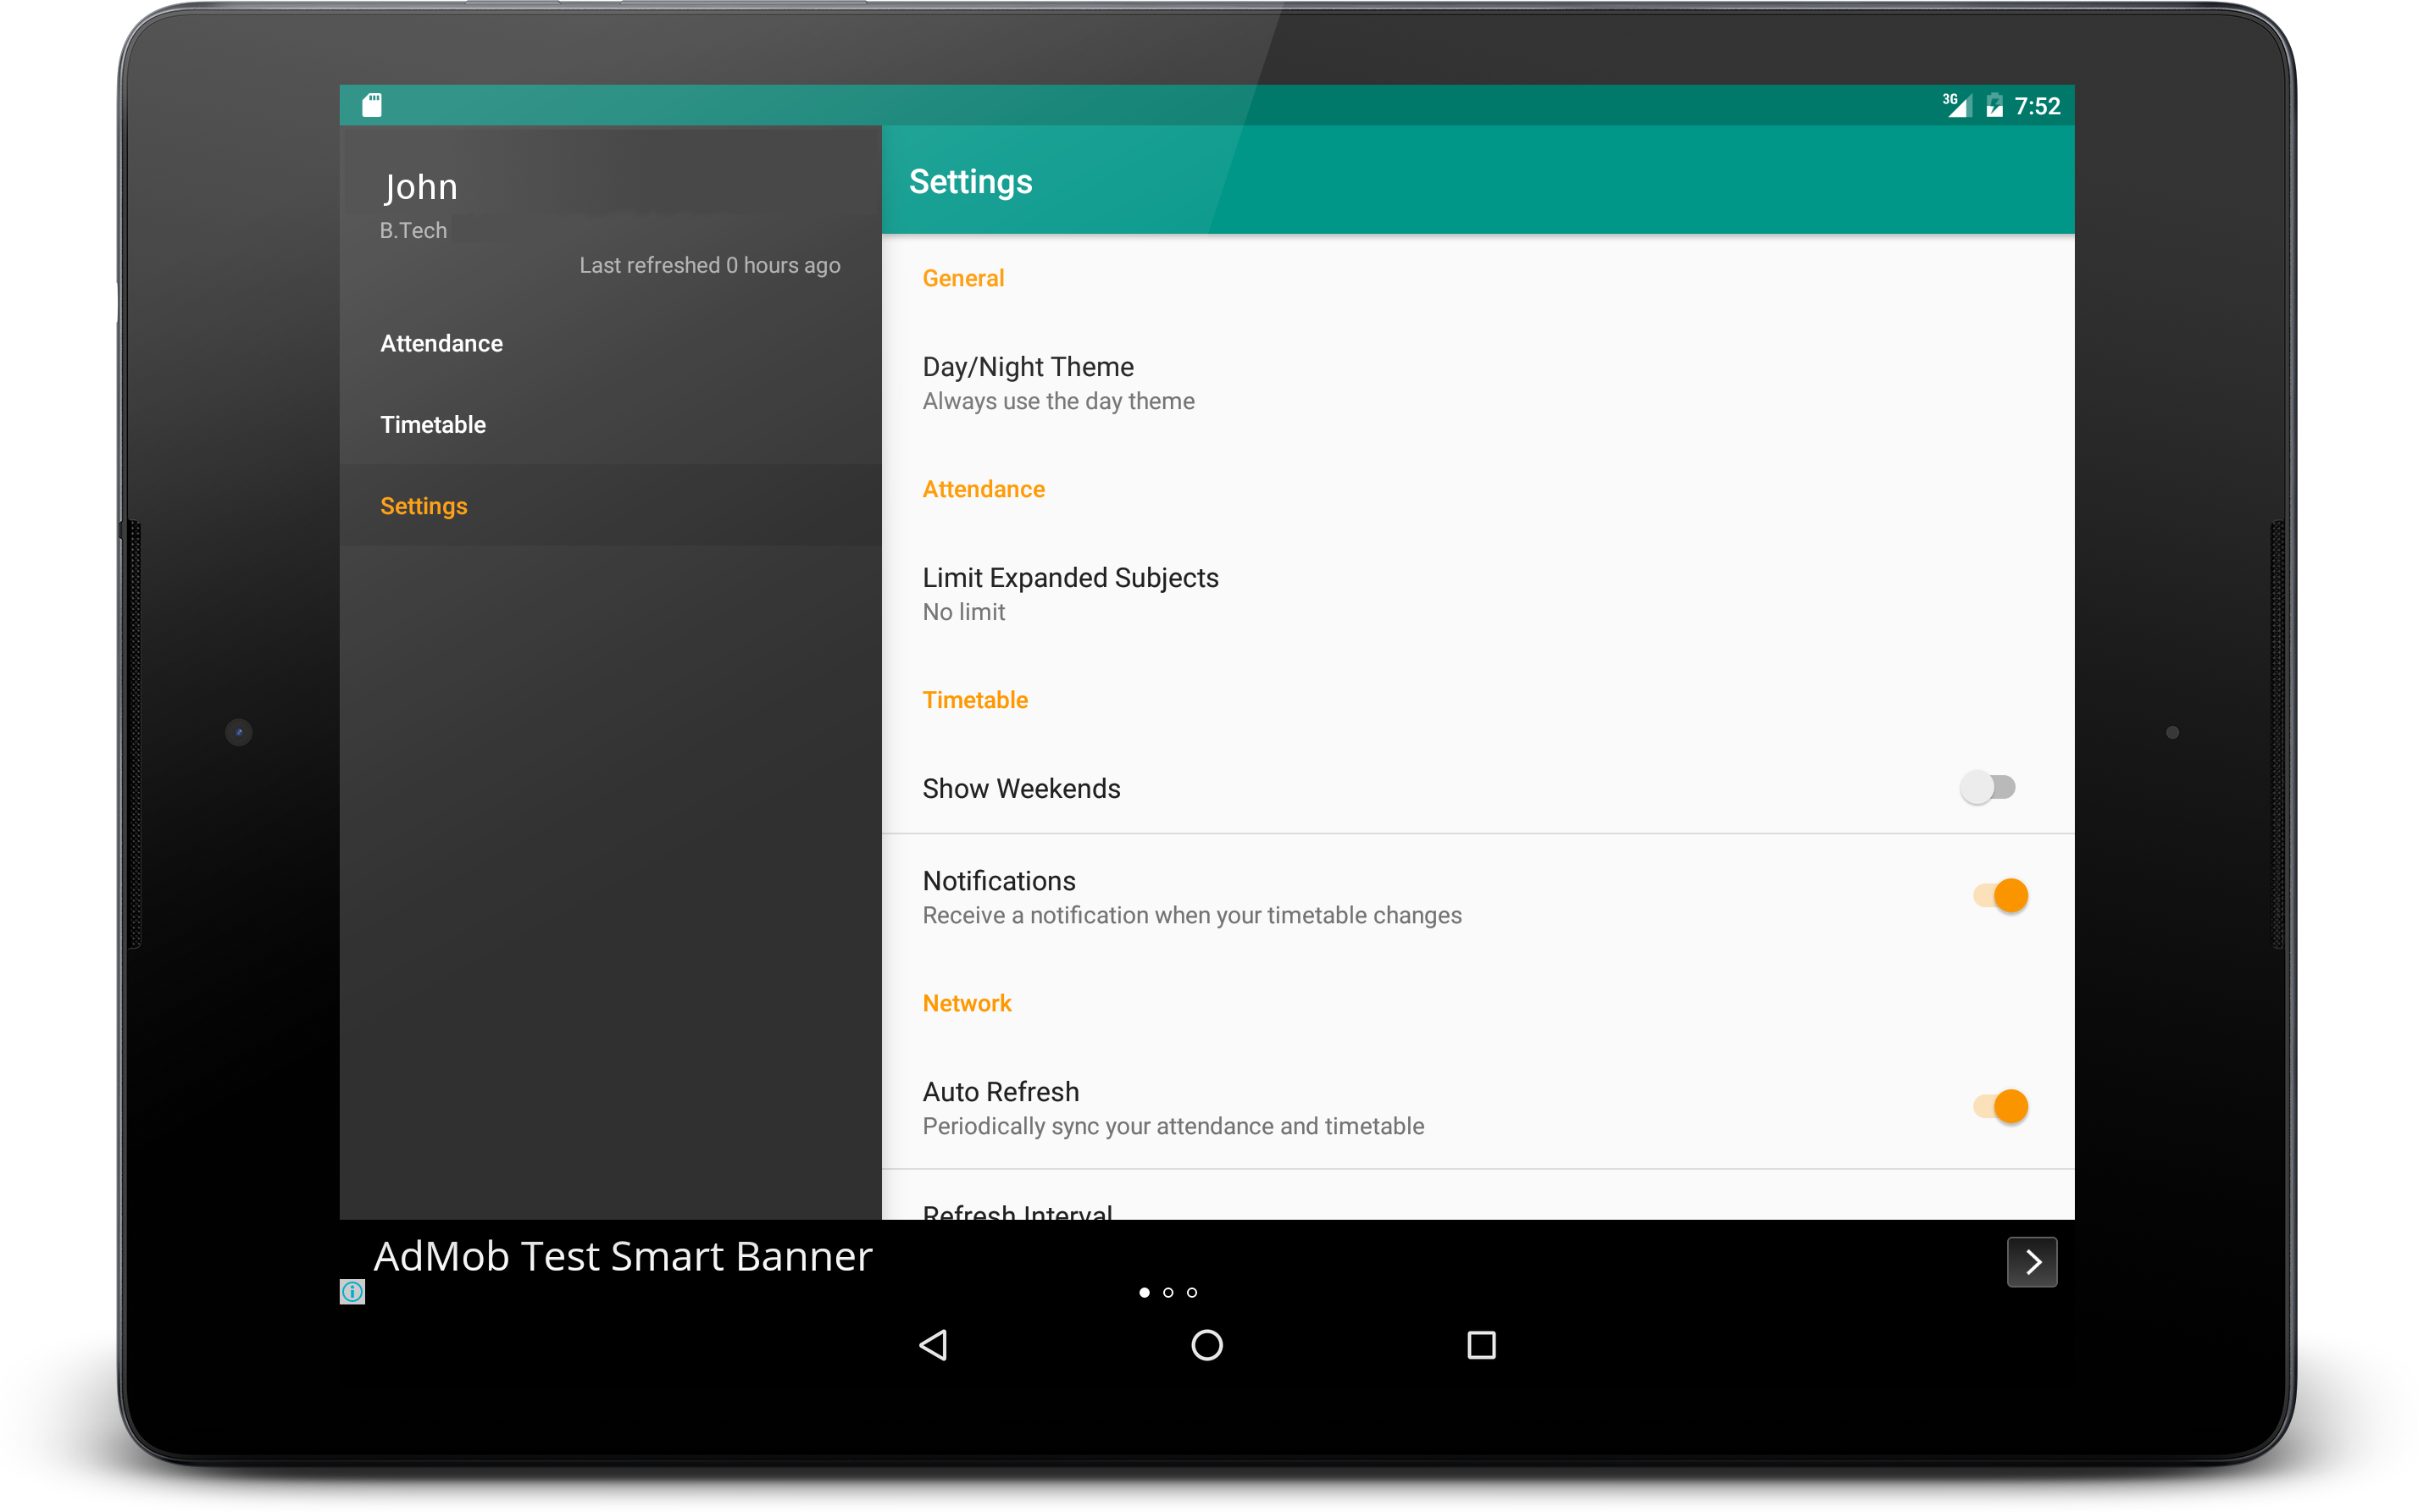 3G 7:52
John
B.Tech
Last refreshed 0 hours ago
Attendance
Timetable
Settings
Settings
General
Day/Night Theme
Always use the day theme
Attendance
Limit Expanded Subjects
No limit
Timetable
Show Weekends
Notifications
Receive a notification when your timetable changes
Network
Auto Refresh
Periodically sync your attendance and timetable
Refresh Interval
AdMob Test Smart Banner